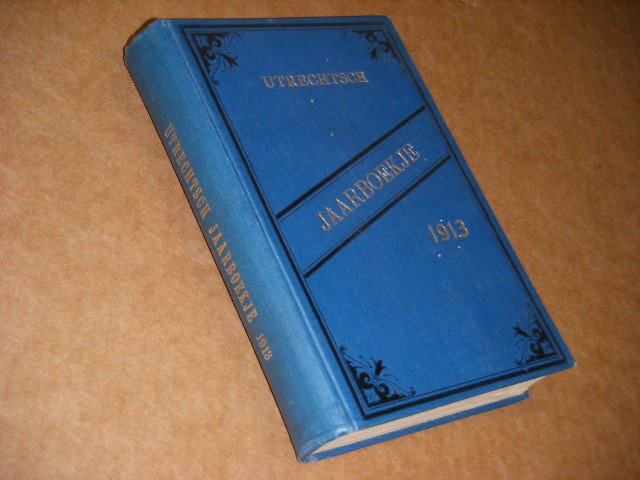 UTRECHTSCH
JAARBOEKJE
1913
UTRECHTSCH JAARBOEKJE 1913